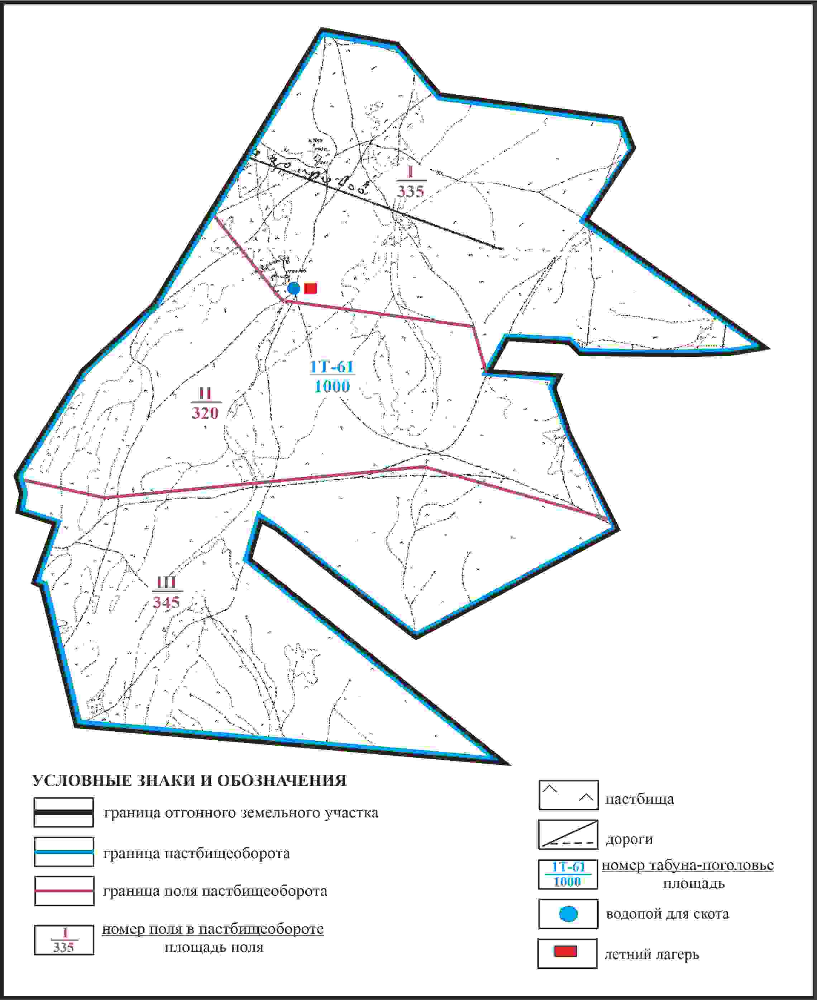 I
335
1Т-61
1000
II
320
III
345
УСЛОВНЫЕ ЗНАКИ И ОБОЗНАЧЕНИЯ
граница отгонного земельного участка
граница пастбищеоборота
граница поля пастбищеоборота
I
335
номер поля в пастбищеобороте
площадь поля
пастбища
дороги
1Т-61
1000
номер табуна-поголовье
площадь
водопой для скота
летний лагерь